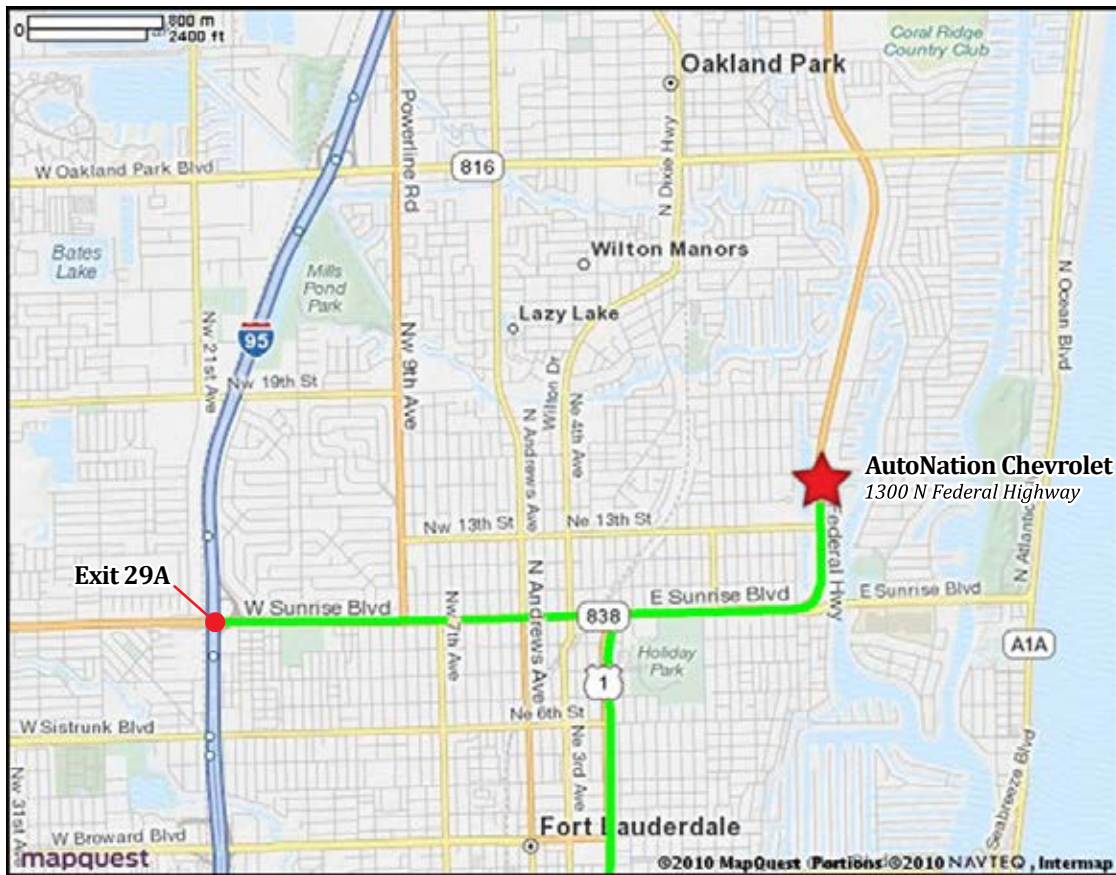 0
800 m
2400 ft
Coral Ridge
Country Club
Oakland Park
Powerline Rd
N Dixie Hwy
816
W Oakland Park Blvd
Wilton Manors
Bates
Lake
Mills
Pond
Park
N Ocean Blvd
Lazy Lake
Nw 21st Ave
95
Nw 9th Ave
Nw 19th St
Wilton Dr
Ne 4th Ave
N Andrews Ave
AutoNation Chevrolet
1300 N Federal Highway
Nw 13th St
Ne 13th St
Federal Hwy
N Atlantic
Exit 29A
W Sunrise Blvd
E Sunrise Blvd
E Sunrise Blvd
838
N Andrews Ave
Nw 7th Ave
Holiday
Park
A1A
1
Ne 6th St
W Sistrunk Blvd
Ne 3rd Ave
Nw 31st
Seabreeze Blvd
W Broward Blvd
Fort Lauderdale
mapquest
©2010 MapQuest Portions ©2010 NAVTEQ, Intermap